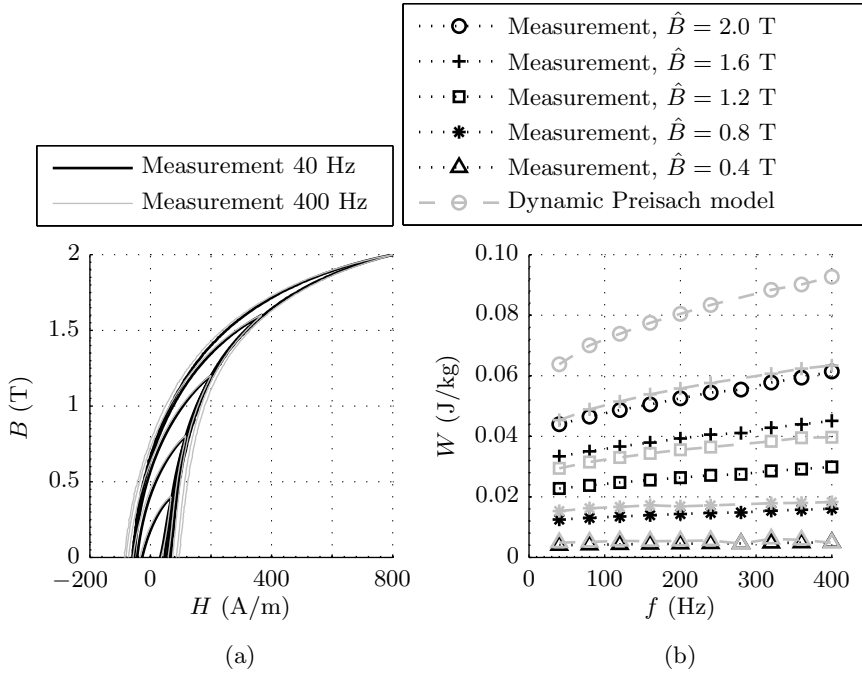 Measurement 40 Hz
Measurement 400 Hz
2
1.5
1
0.5
0
−200
0
400
800
B (T)
H (A/m)
(a)
Measurement, B̂ = 2.0 T
Measurement, B̂ = 1.6 T
Measurement, B̂ = 1.2 T
Measurement, B̂ = 0.8 T
Measurement, B̂ = 0.4 T
Dynamic Preisach model
0.10
0.08
0.06
0.04
0.02
0
0
100
200
300
400
W (J/kg)
f (Hz)
(b)